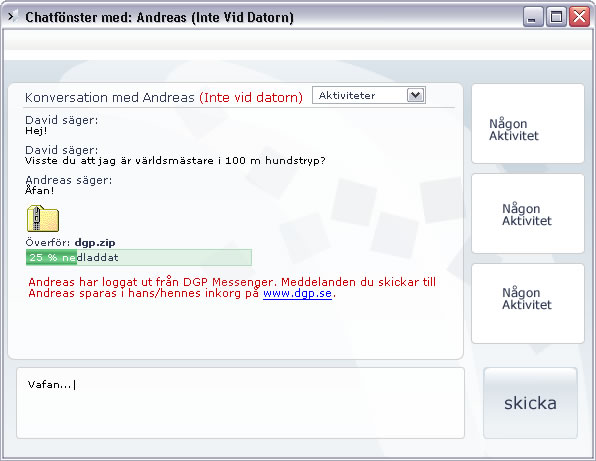 Chatfönster med: Andreas (Inte Vid Datorn)
Konversation med Andreas (Inte vid datorn) Aktiviteter
David säger:
Hej!
David säger:
Visste du att jag är världsmästare i 100 m hundstryp?
Andreas säger:
Åfan!
Överför: dgp.zip
25 % nedladdat
Andreas har loggat ut från DGP Messenger. Meddelanden du skickar till
Andreas sparas i hans/hennes inkorg på www.dgp.se.
Någon
Aktivitet
Någon
Aktivitet
Någon
Aktivitet
Vafan...
skicka